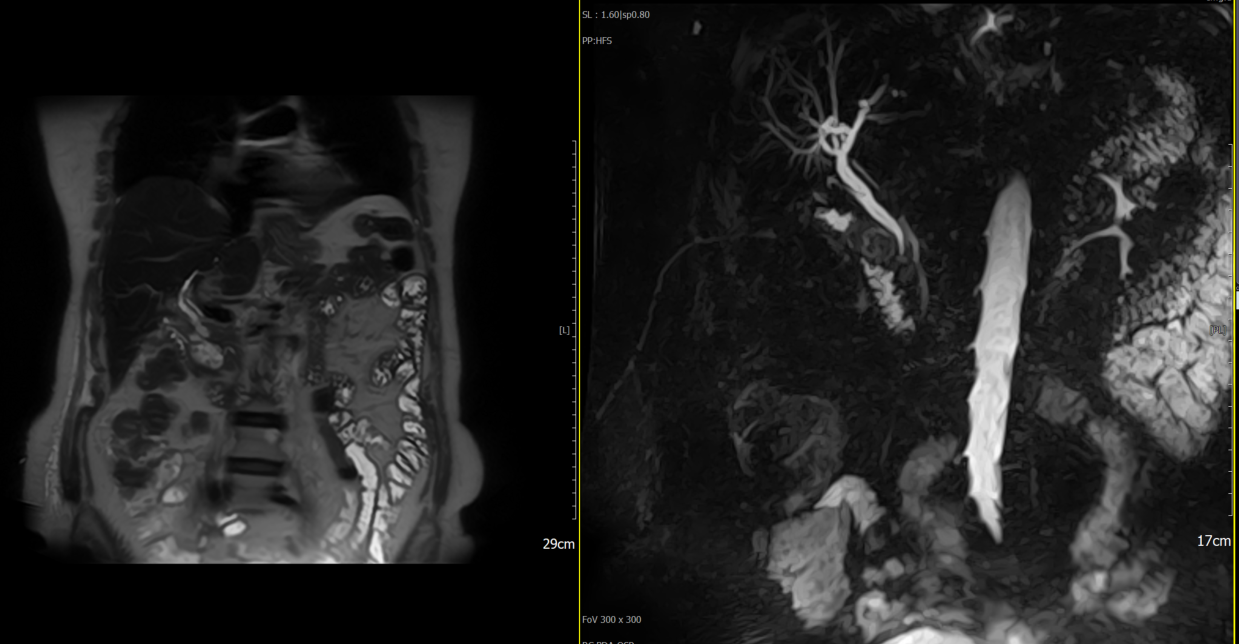 SL : 1.60|sp0.80
PP:HFS
[L]
29cm
17cm
FoV 300 x 300